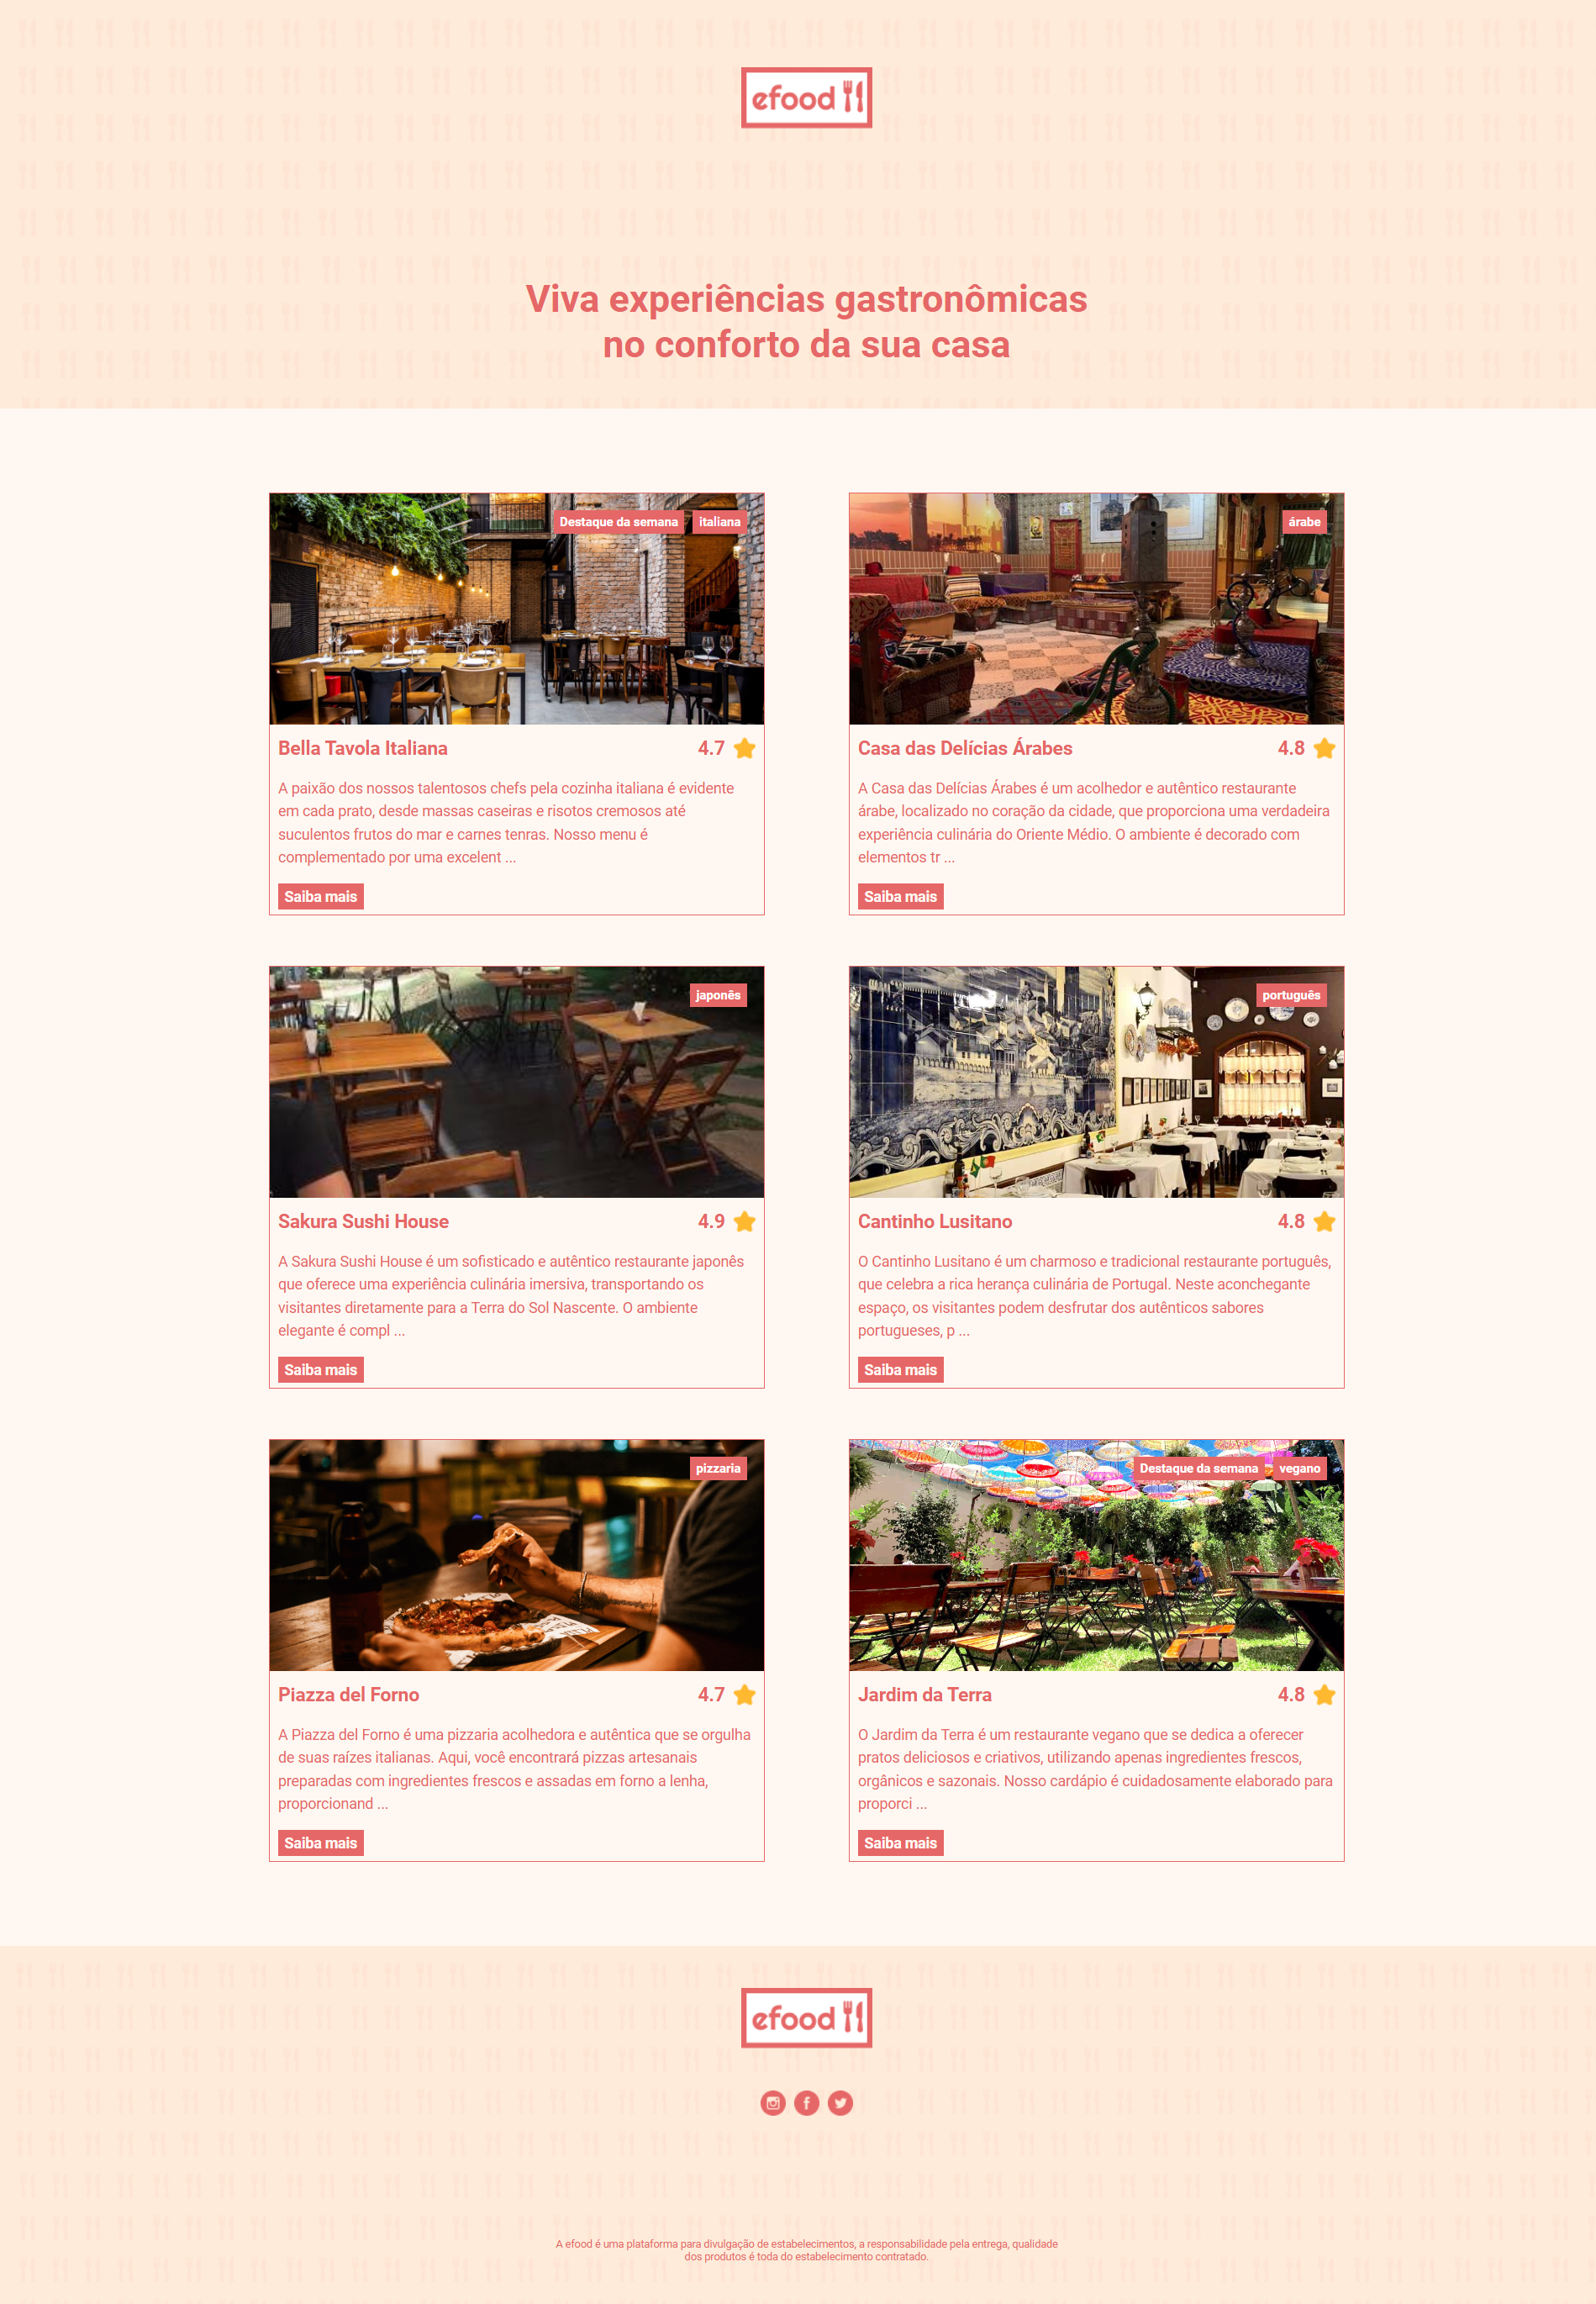 efood
Viva experiências gastronômicas
no conforto da sua casa
Destaque da semana italiana
Bella Tavola Italiana 4.7
A paixão dos nossos talentosos chefs pela cozinha italiana é evidente
em cada prato, desde massas caseiras e risotos cremosos até
suculentos frutos do mar e carnes tenras. Nosso menu é
complementado por uma excelent ...
Saiba mais
árabe
Casa das Delícias Árabes 4.8
A Casa das Delícias Árabes é um acolhedor e autêntico restaurante
árabe, localizado no coração da cidade, que proporciona uma verdadeira
experiência culinária do Oriente Médio. O ambiente é decorado com
elementos tr ...
Saiba mais
japonês
Sakura Sushi House 4.9
A Sakura Sushi House é um sofisticado e autêntico restaurante japonês
que oferece uma experiência culinária imersiva, transportando os
visitantes diretamente para a Terra do Sol Nascente. O ambiente
elegante é compl ...
Saiba mais
português
Cantinho Lusitano 4.8
O Cantinho Lusitano é um charmoso e tradicional restaurante português,
que celebra a rica herança culinária de Portugal. Neste aconchegante
espaço, os visitantes podem desfrutar dos autênticos sabores
portugueses, p ...
Saiba mais
pizzaria
Piazza del Forno 4.7
A Piazza del Forno é uma pizzaria acolhedora e autêntica que se orgulha
de suas raízes italianas. Aqui, você encontrará pizzas artesanais
preparadas com ingredientes frescos e assadas em forno a lenha,
proporcionand ...
Saiba mais
Destaque da semana vegano
Jardim da Terra 4.8
O Jardim da Terra é um restaurante vegano que se dedica a oferecer
pratos deliciosos e criativos, utilizando apenas ingredientes frescos,
orgânicos e sazonais. Nosso cardápio é cuidadosamente elaborado para
proporci ...
Saiba mais
efood
A efood é uma plataforma para divulgação de estabelecimentos, a responsabilidade pela entrega, qualidade
dos produtos é toda do estabelecimento contratado.